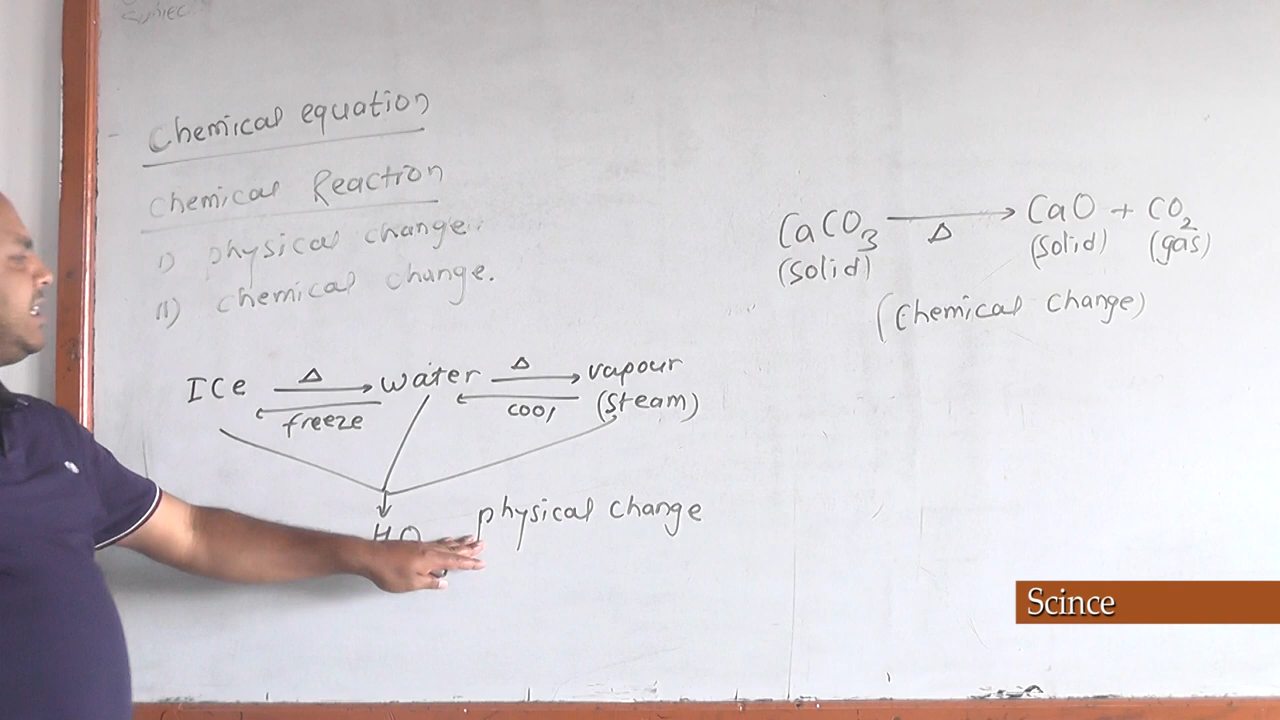 Chemical equation
Chemical Reaction
I) physical change.
II) chemical change.
ICe Δ freeze water Δ cool vapour (steam)
physical change
CaCO₃ (solid) Δ CaO (solid) + CO₂ (gas)
(Chemical change)
Scince